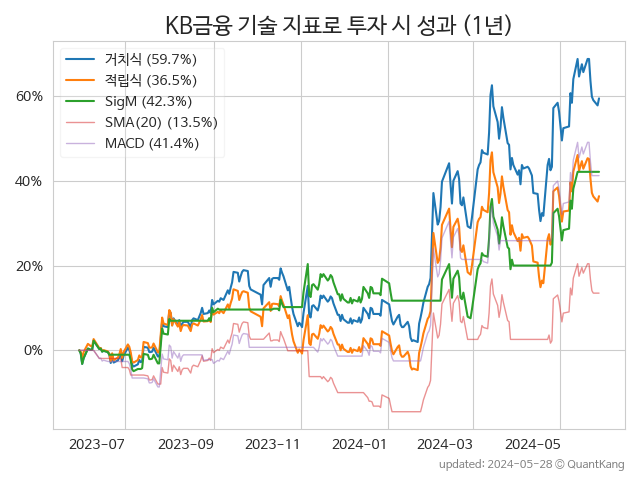 KB금융 기술 지표로 투자 시 성과 (1년)
거치식 (59.7%)
적립식 (36.5%)
SigM (42.3%)
SMA(20) (13.5%)
MACD (41.4%)
60%
40%
20%
0%
2023-07 2023-09 2023-11 2024-01 2024-03 2024-05
updated: 2024-05-28 © QuantKang